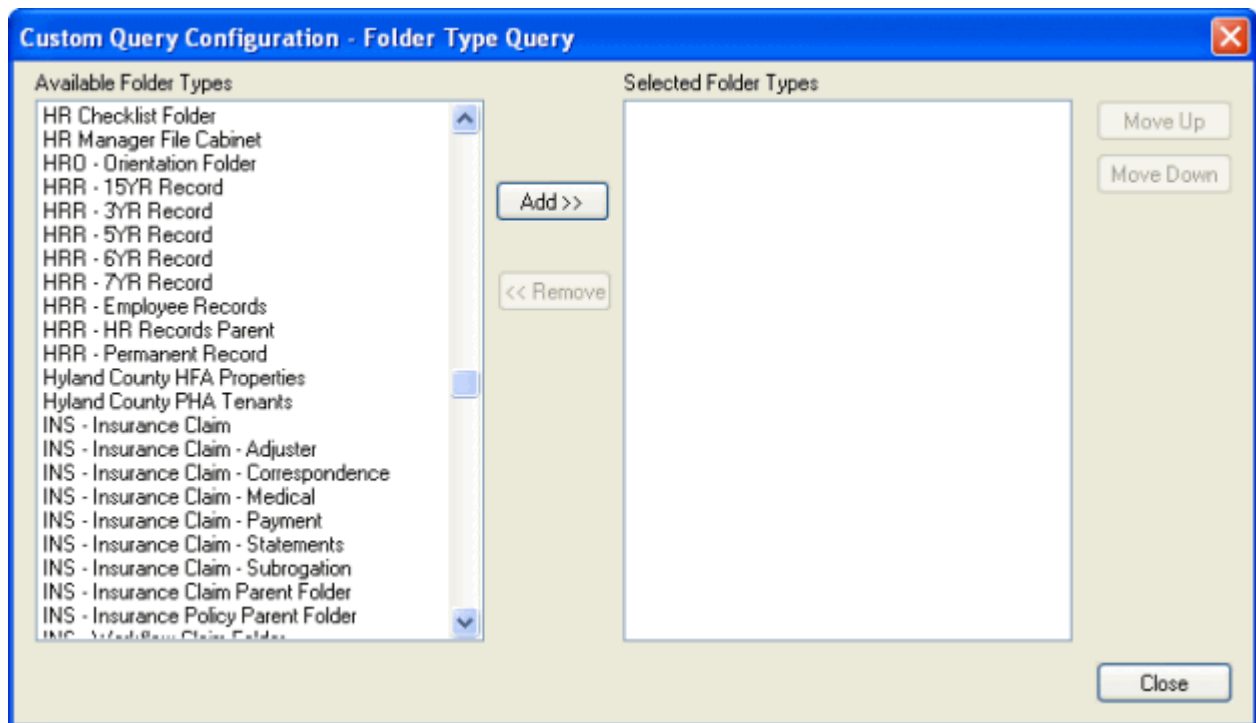 Custom Query Configuration - Folder Type Query
Available Folder Types
Selected Folder Types
HR Checklist Folder
HR Manager File Cabinet
HRO - Orientation Folder
HRR - 15YR Record
HRR - 3YR Record
HRR - 5YR Record
HRR - 6YR Record
HRR - 7YR Record
HRR - Employee Records
HRR - HR Records Parent
HRR - Permanent Record
Hyland County HFA Properties
Hyland County PHA Tenants
INS - Insurance Claim
INS - Insurance Claim - Adjuster
INS - Insurance Claim - Correspondence
INS - Insurance Claim - Medical
INS - Insurance Claim - Payment
INS - Insurance Claim - Statements
INS - Insurance Claim - Subrogation
INS - Insurance Claim Parent Folder
INS - Insurance Policy Parent Folder
INS - Workflow Claim Folder
Add >>
<< Remove
Move Up
Move Down
Close